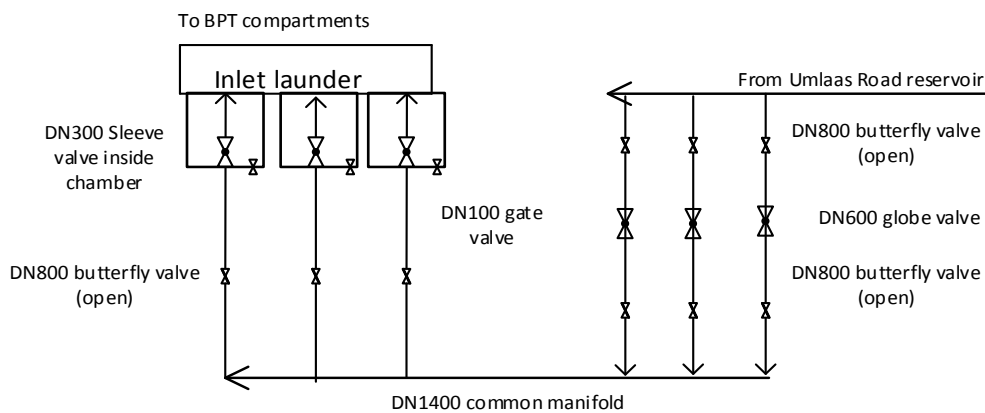 To BPT compartments
Inlet launder
From Umlaas Road reservoir
DN300 Sleeve
valve inside
chamber
DN800 butterfly valve
(open)
DN100 gate
valve
DN600 globe valve
DN800 butterfly valve
(open)
DN800 butterfly valve
(open)
DN1400 common manifold